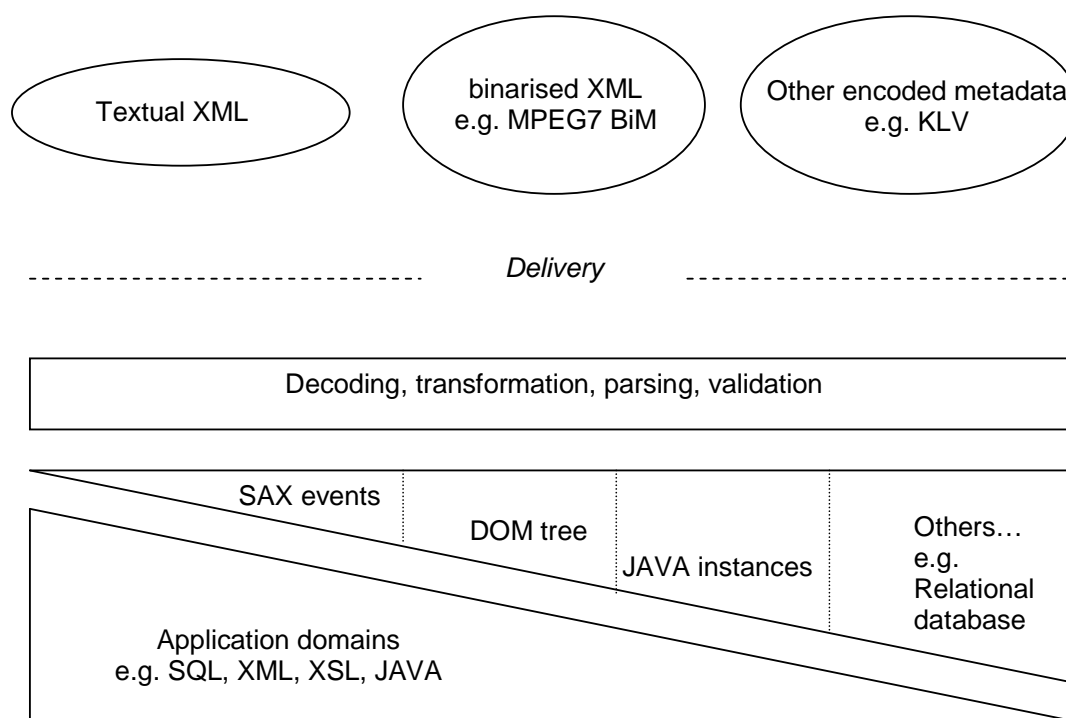 Textual XML
binarised XML
e.g. MPEG7 BiM
Other encoded metadata
e.g. KLV
Delivery
Decoding, transformation, parsing, validation
SAX events
DOM tree
JAVA instances
Others…
e.g.
Relational
database
Application domains
e.g. SQL, XML, XSL, JAVA